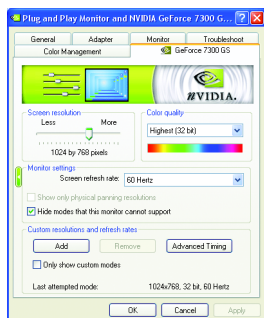 Plug and Play Monitor and NVIDIA GeForce 7300 G...
General Adapter Monitor Troubleshoot
Color Management GeForce 7300 GS
NVIDIA.
Screen resolution
Less More
1024 by 768 pixels
Color quality
Highest (32 bit)
Monitor settings
Screen refresh rate: 60 Hertz
Show only physical panning resolutions
Hide modes that this monitor cannot support
Custom resolutions and refresh rates
Add Remove Advanced Timing
Only show custom modes
Last attempted mode: 1024x768, 32 bit, 60 Hertz
OK Cancel Apply